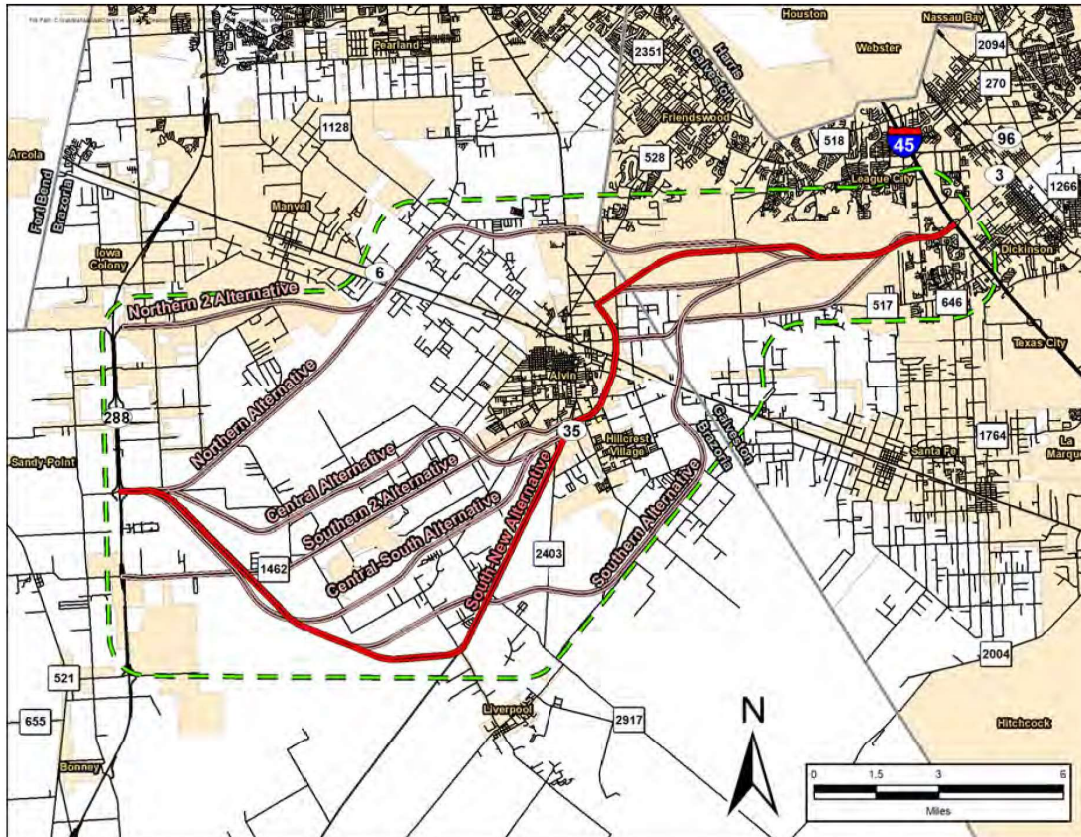 Houston
Nassau Bay
Pearland
2351
Harris
Galveston
Webster
2094
270
1128
Friendswood
518
45
96
Arcola
528
League City
3
1266
Fort Bend
Brazoria
Manvel
Iowa
Colony
6
Dickinson
Northern 2 Alternative
517
646
Texas City
Northern Alternative
Alvin
288
35
Galveston
Brazoria
Hillcrest
Village
1764
La
Marque
Sandy Point
Santa Fe
Central Alternative
Southern 2 Alternative
Central-South Alternative
South-New Alternative
Southern Alternative
1462
2403
2004
521
655
Liverpool
2917
Hitchcock
Bonney
N
0 1.5 3 6
Miles